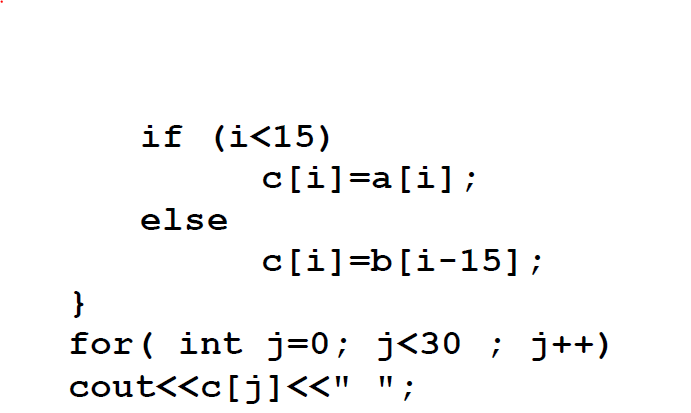 if (i<15)
c[i]=a[i];
else
c[i]=b[i-15];
}
for( int j=0; j<30 ; j++)
cout<<c[j]<<" ";